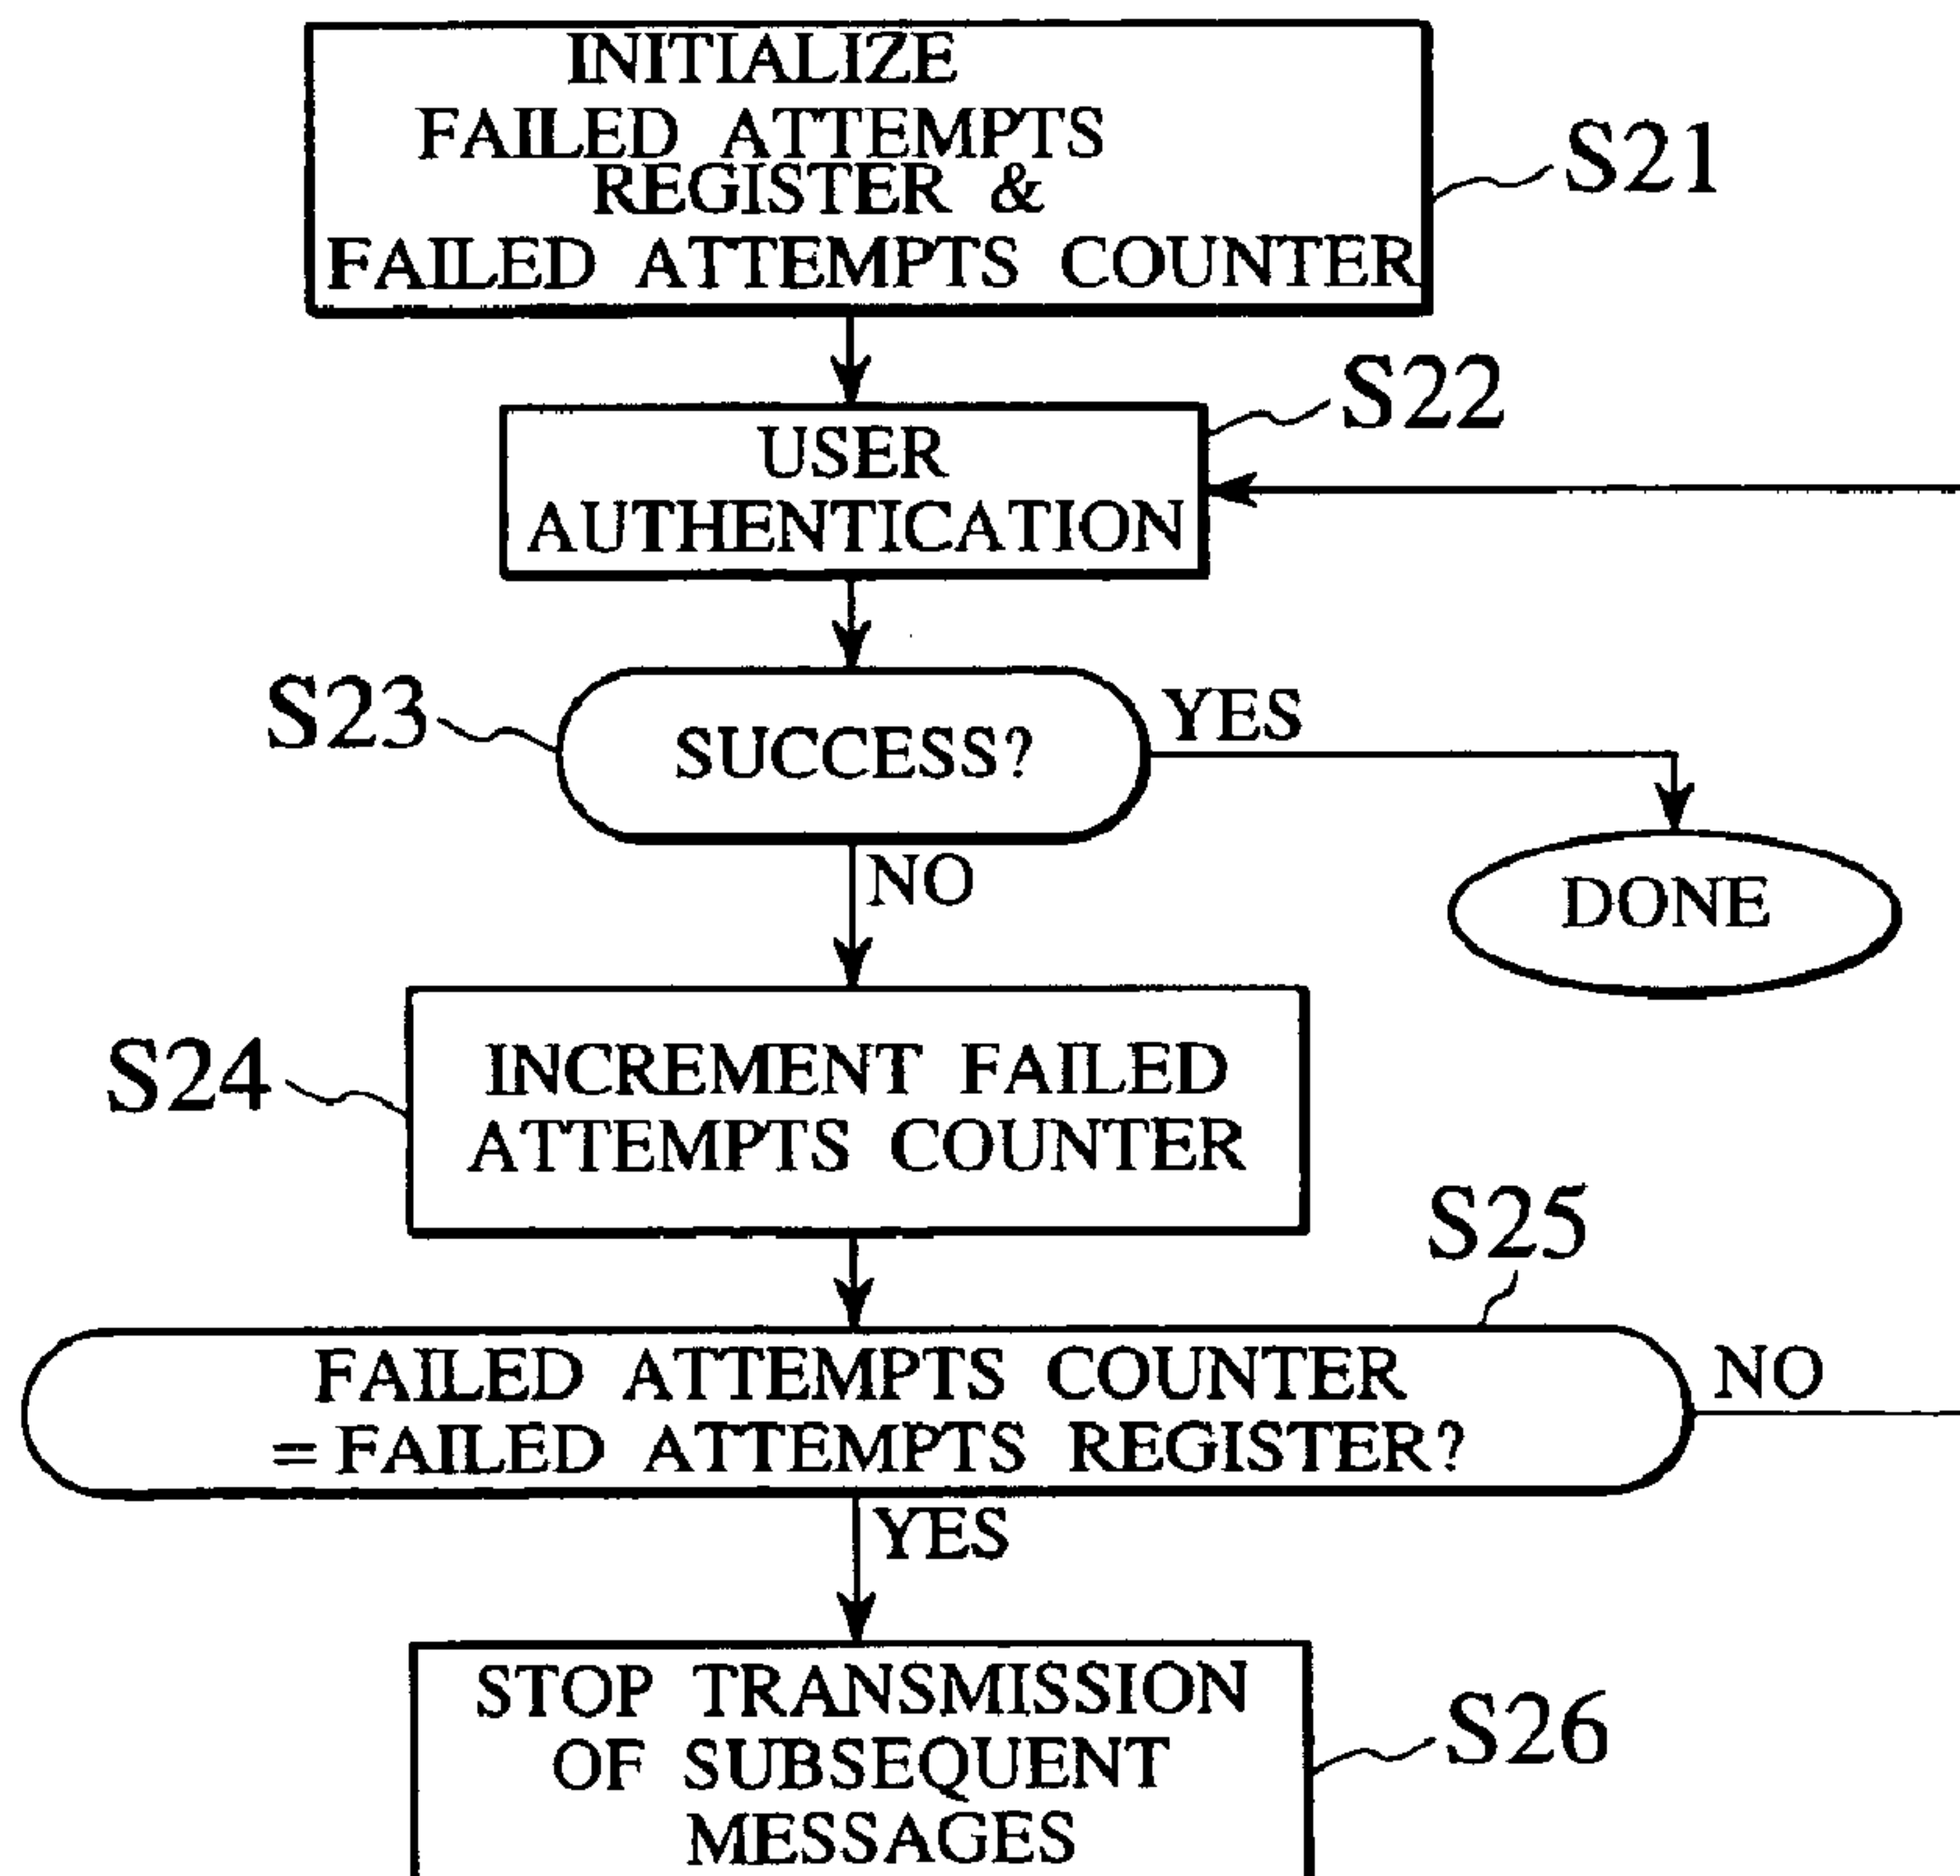 INITIALIZE
FAILED ATTEMPTS
REGISTER &
FAILED ATTEMPTS COUNTER
S21
S22
USER
AUTHENTICATION
S23
SUCCESS?
YES
NO
DONE
S24
INCREMENT FAILED
ATTEMPTS COUNTER
S25
FAILED ATTEMPTS COUNTER
= FAILED ATTEMPTS REGISTER?
NO
YES
STOP TRANSMISSION
OF SUBSEQUENT
MESSAGES
S26